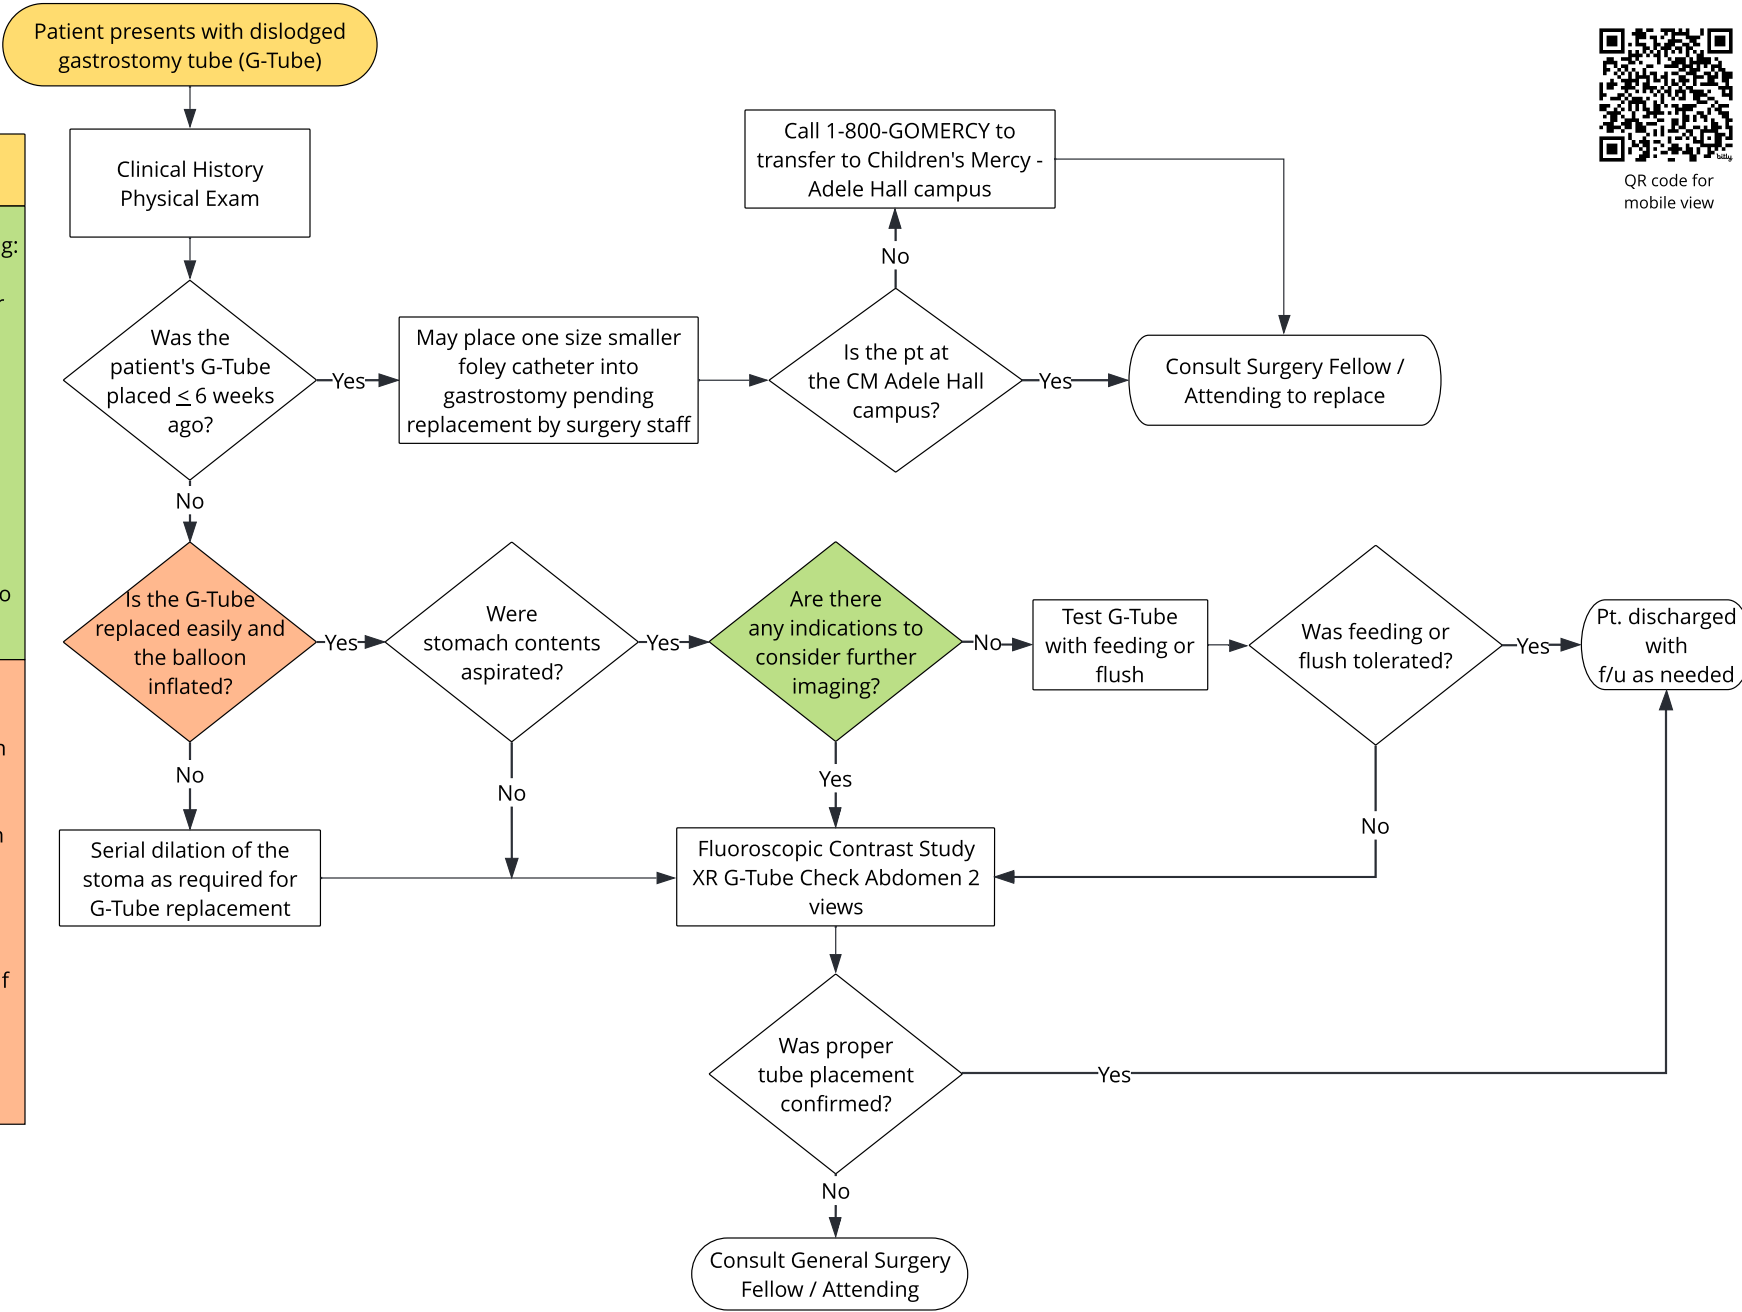 Patient presents with dislodged
gastrostomy tube (G-Tube)
Clinical History
Physical Exam
Call 1-800-GOMERCY to
transfer to Children's Mercy -
Adele Hall campus
bitly
QR code for
mobile view
g:
r
No
Was the
patient's G-Tube
placed < 6 weeks
ago?
Yes
May place one size smaller
foley catheter into
gastrostomy pending
replacement by surgery staff
Is the pt at
the CM Adele Hall
campus?
Yes
Consult Surgery Fellow /
Attending to replace
No
o
Is the G-Tube
replaced easily and
the balloon
inflated?
Yes
Were
stomach contents
aspirated?
Yes
Are there
any indications to
consider further
imaging?
No
Test G-Tube
with feeding or
flush
Was feeding or
flush tolerated?
Yes
Pt. discharged
with
f/u as needed
No
No
Yes
No
Serial dilation of the
stoma as required for
G-Tube replacement
Fluoroscopic Contrast Study
XR G-Tube Check Abdomen 2
views
f
Was proper
tube placement
confirmed?
Yes
No
Consult General Surgery
Fellow / Attending